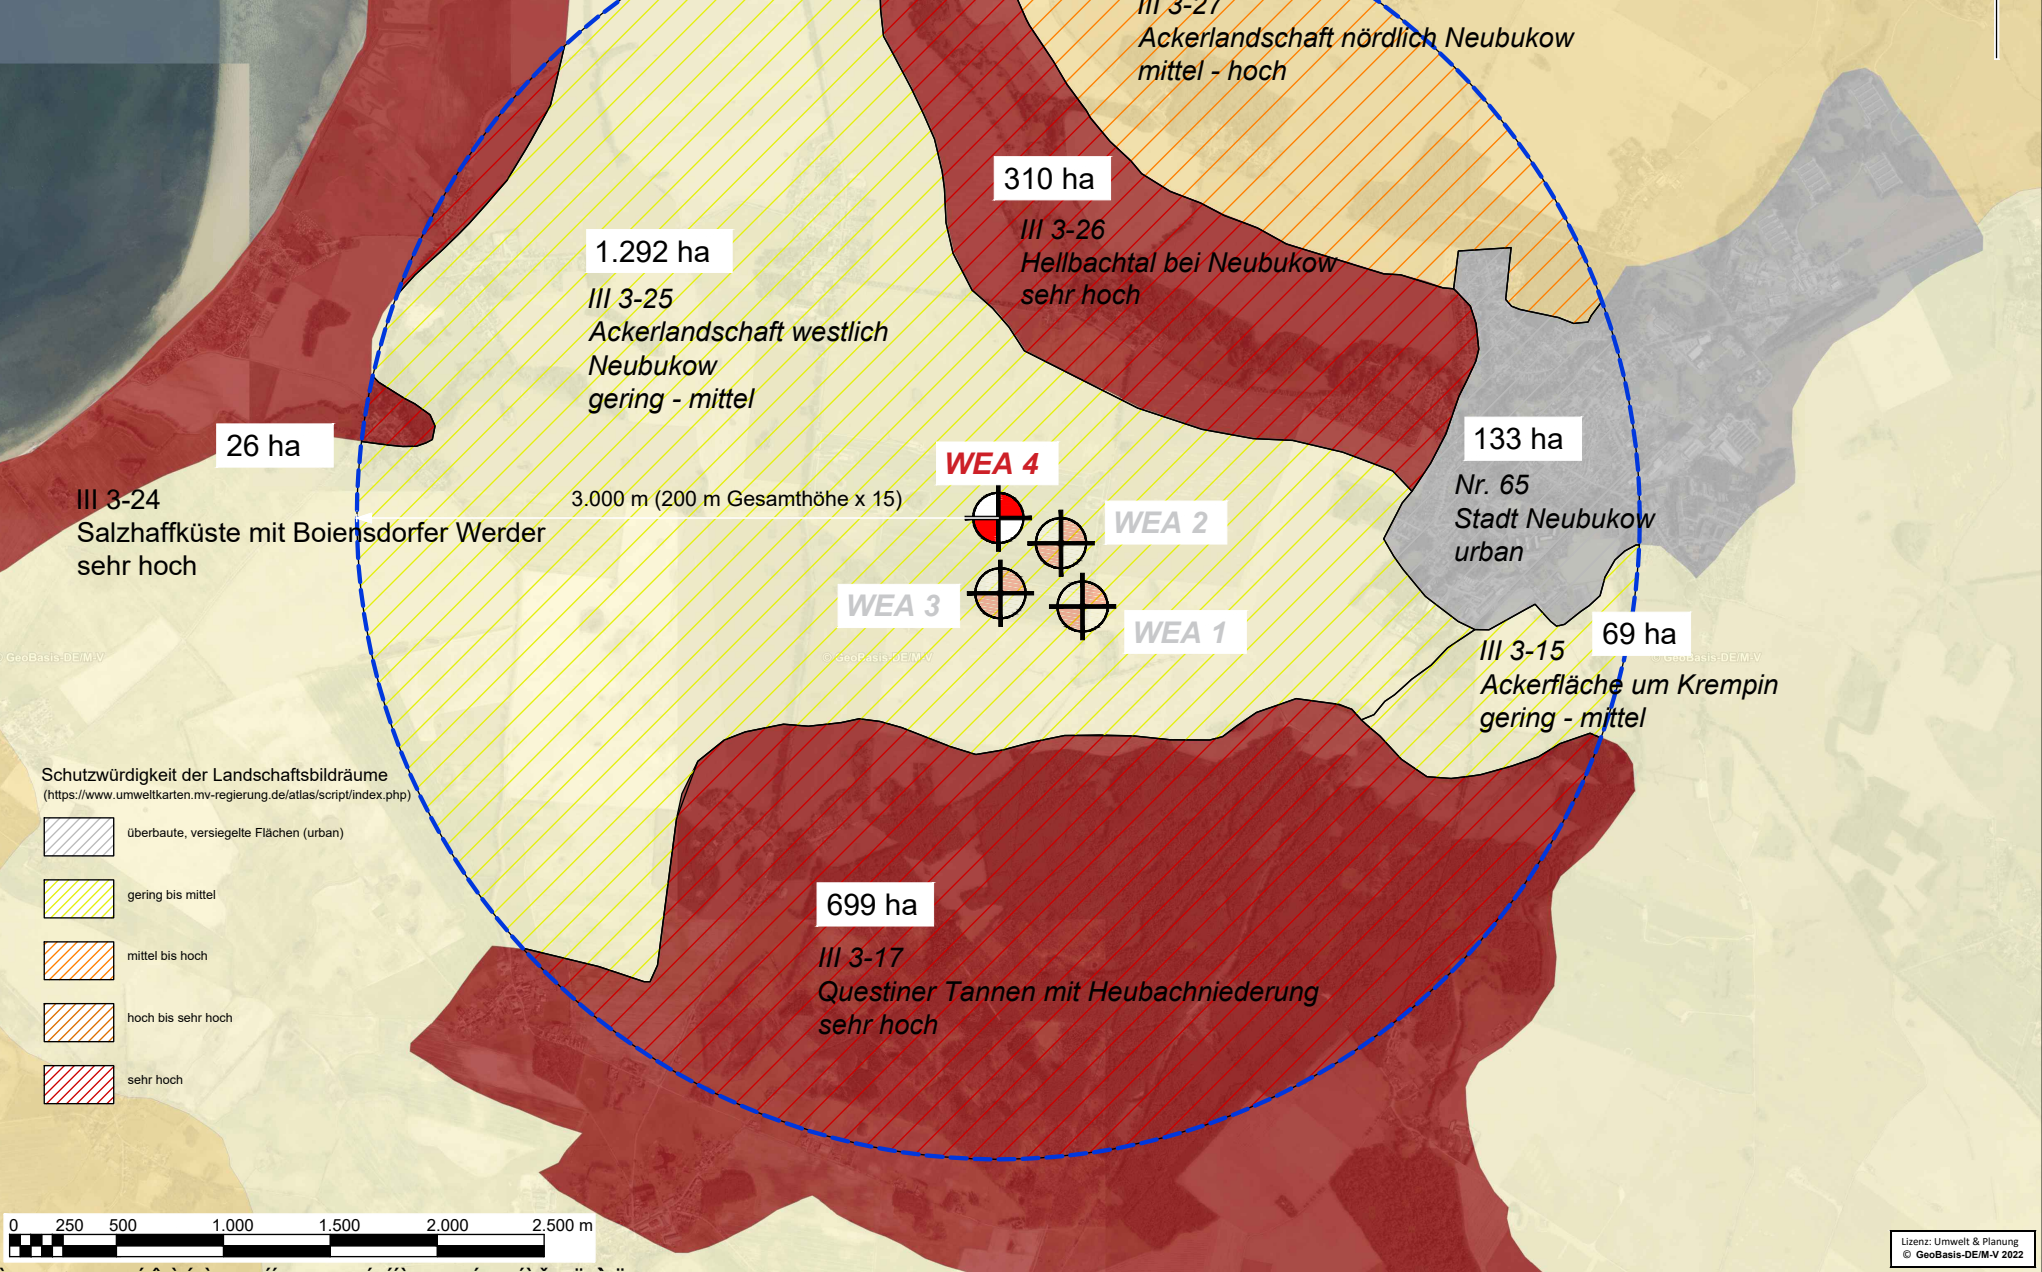 III 3-27
Ackerlandschaft nördlich Neubukow
mittel - hoch
310 ha
III 3-26
Hellbachtal bei Neubukow
sehr hoch
1.292 ha
III 3-25
Ackerlandschaft westlich
Neubukow
gering - mittel
26 ha
III 3-24
Salzhaffküste mit Boiensdorfer Werder
sehr hoch
3.000 m (200 m Gesamthöhe x 15)
WEA 4
WEA 2
WEA 3
WEA 1
133 ha
Nr. 65
Stadt Neubukow
urban
69 ha
III 3-15
Ackerfläche um Krempin
gering - mittel
GeoBasis-DE/M-V
© GeoBasis-DE/M-V
© GeoBasis-DE/M-V
699 ha
III 3-17
Questiner Tannen mit Heubachniederung
sehr hoch
Schutzwürdigkeit der Landschaftsbildräume
(https://www.umweltkarten.mv-regierung.de/atlas/script/index.php)
überbaute, versiegelte Flächen (urban)
gering bis mittel
mittel bis hoch
hoch bis sehr hoch
sehr hoch
0 250 500 1.000 1.500 2.000 2.500 m
Lizenz: Umwelt & Planung
© GeoBasis-DE/M-V 2022